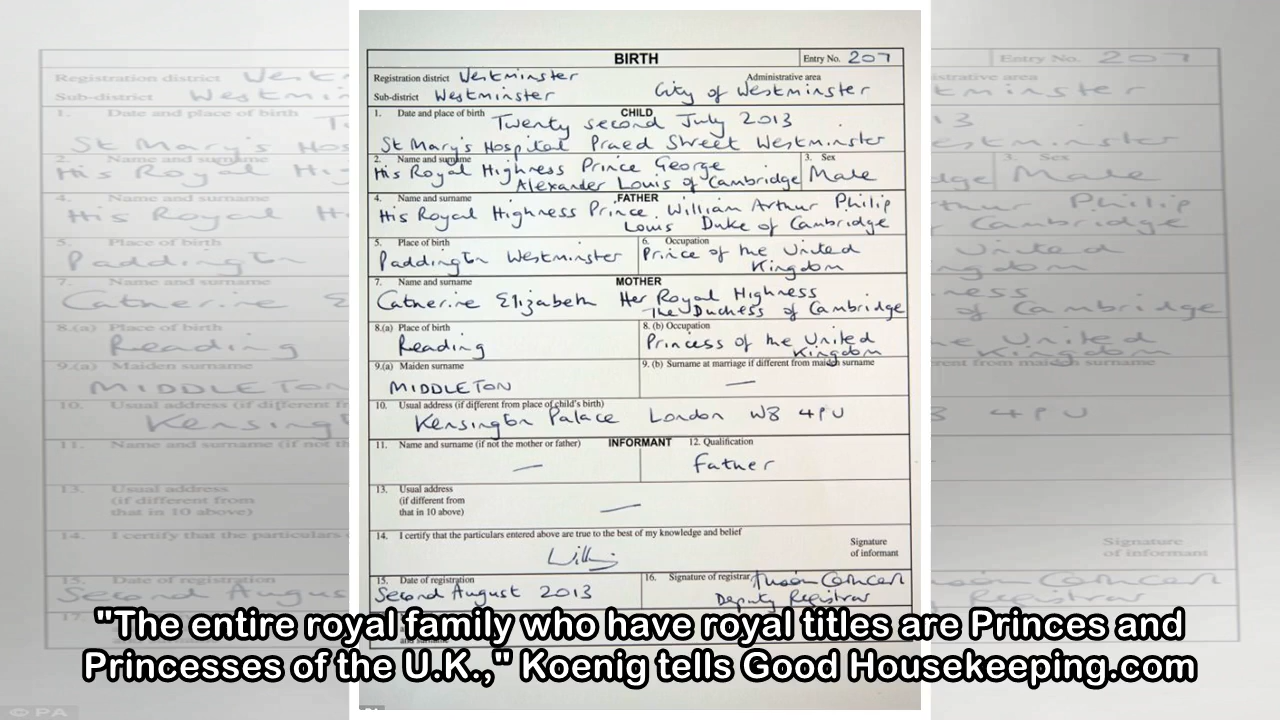 BIRTH Entry No. 207
Registration district Westminster Administrative area
Sub-district Westminster City of Westminster
1. Date and place of birth CHILD
Twenty second July 2013
St Mary's Hospital Praed Street Westminster
2. Name and surname 3. Sex
His Royal Highness Prince George
Alexander Louis of Cambridge Male
4. Name and surname FATHER
His Royal Highness Prince William Arthur Philip
Louis Duke of Cambridge
5. Place of birth 6. Occupation
Paddington Westminster Prince of the United
Kingdom
7. Name and surname MOTHER
Catherine Elizabeth Her Royal Highness
The Duchess of Cambridge
8.(a) Place of birth 8. (b) Occupation
Reading Princess of the United
Kingdom
9.(a) Maiden surname 9. (b) Surname at marriage if different from maiden surname
MIDDLETON —
10. Usual address (if different from place of child's birth)
Kensington Palace London W8 4PU
11. Name and surname (if not the mother or father) INFORMANT 12. Qualification
— Father
13. Usual address
(if different from
that in 10 above) —
14. I certify that the particulars entered above are true to the best of my knowledge and belief
Signature
of informant
15. Date of registration 16. Signature of registrar
Second August 2013
Deputy Registrar
"The entire royal family who have royal titles are Princes and
Princesses of the U.K.," Koenig tells Good Housekeeping.com
© PA